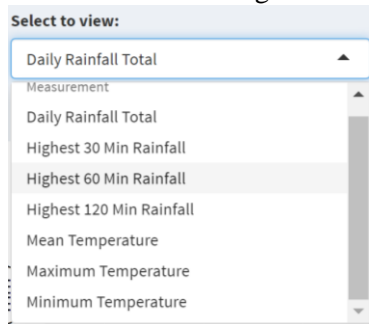 Select to view:
Daily Rainfall Total
Measurement
Daily Rainfall Total
Highest 30 Min Rainfall
Highest 60 Min Rainfall
Highest 120 Min Rainfall
Mean Temperature
Maximum Temperature
Minimum Temperature